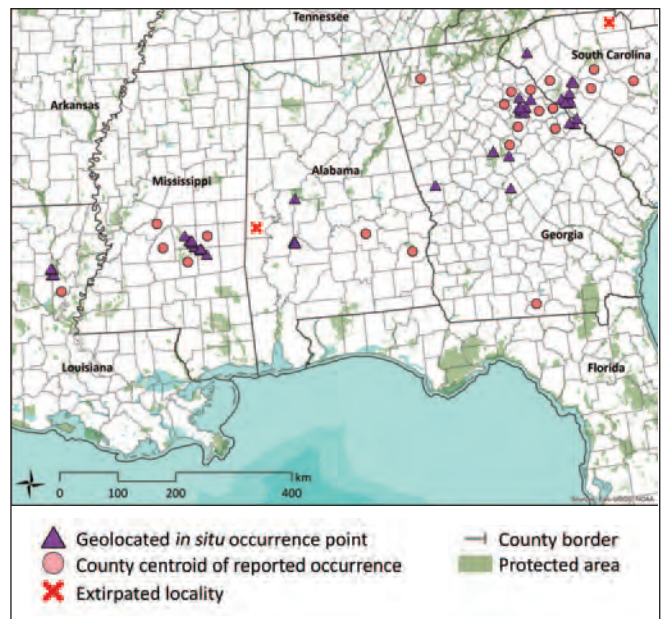 Tennessee
South Carolina
Arkansas
Mississippi
Alabama
Georgia
Louisiana
Florida
km
0 100 200 400
Geolocated in situ occurrence point
County centroid of reported occurrence
Extirpated locality
County border
Protected area